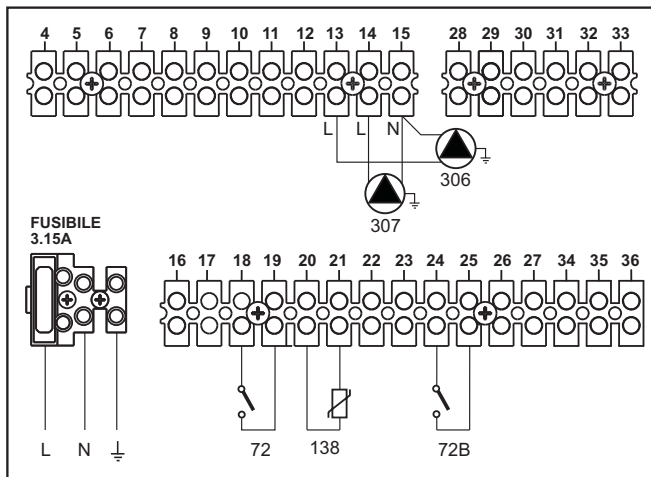 4 5 6 7 8 9 10 11 12 13 14 15 28 29 30 31 32 33
L L N
306
307
FUSIBILE
3.15A
16 17 18 19 20 21 22 23 24 25 26 27 34 35 36
L N
72 138 72B